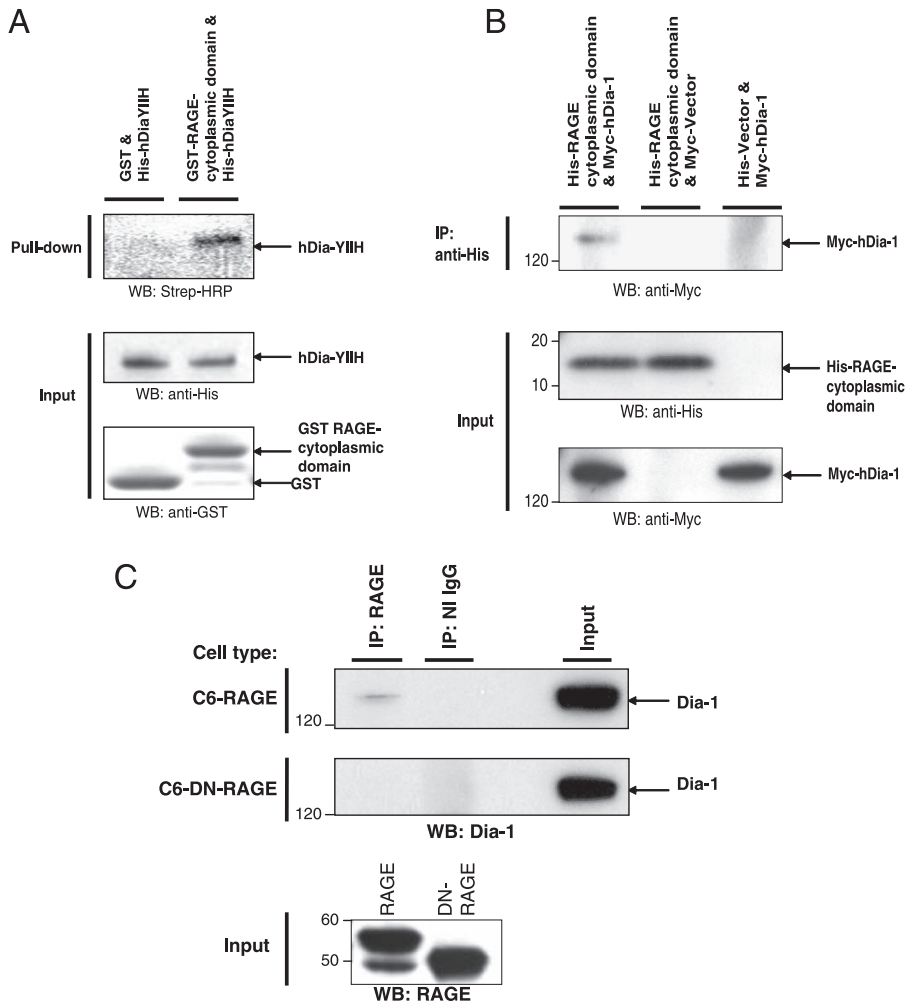 A
GST &
His-hDiaYIIH
GST-RAGE-
cytoplasmic domain &
His-hDiaYIIH
Pull-down
hDia-YIIH
WB: Strep-HRP
Input
hDia-YIIH
WB: anti-His
GST RAGE-
cytoplasmic
domain
GST
WB: anti-GST
B
His-RAGE
cytoplasmic domain
& Myc-hDia-1
His-RAGE
cytoplasmic domain
& Myc-Vector
His-Vector &
Myc-hDia-1
IP:
anti-His
120
Myc-hDia-1
WB: anti-Myc
Input
20
10
His-RAGE-
cytoplasmic
domain
WB: anti-His
120
Myc-hDia-1
WB: anti-Myc
C
Cell type:
IP: RAGE
IP: NI IgG
Input
C6-RAGE
120
Dia-1
C6-DN-RAGE
120
Dia-1
WB: Dia-1
RAGE
DN-
RAGE
Input
60
50
WB: RAGE